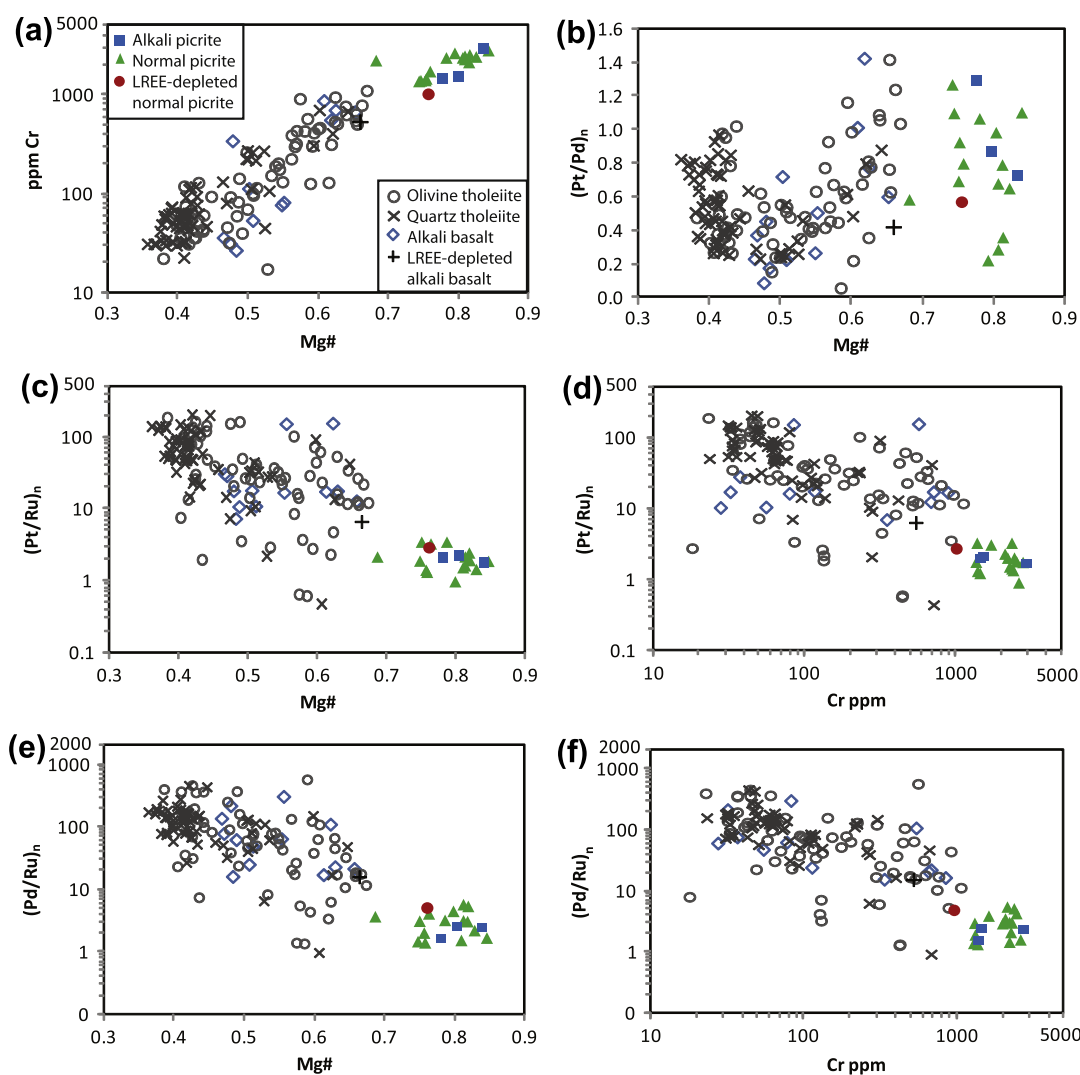 (a)
5000
1000
100
10
ppm Cr
Alkali picrite
Normal picrite
LREE-depleted
normal picrite
Olivine tholeiite
Quartz tholeiite
Alkali basalt
LREE-depleted
alkali basalt
0.3 0.4 0.5 0.6 0.7 0.8 0.9
Mg#
(b)
1.6
1.4
1.2
1.0
0.8
0.6
0.4
0.2
0.0
(Pt/Pd)n
0.3 0.4 0.5 0.6 0.7 0.8 0.9
Mg#
(c)
500
100
10
1
0.1
(Pt/Ru)n
0.3 0.4 0.5 0.6 0.7 0.8 0.9
Mg#
(d)
500
100
10
1
0.1
(Pt/Ru)n
10 100 1000 5000
Cr ppm
(e)
2000
1000
100
10
1
0
(Pd/Ru)n
0.3 0.4 0.5 0.6 0.7 0.8 0.9
Mg#
(f)
2000
1000
100
10
1
0
(Pd/Ru)n
10 100 1000 5000
Cr ppm